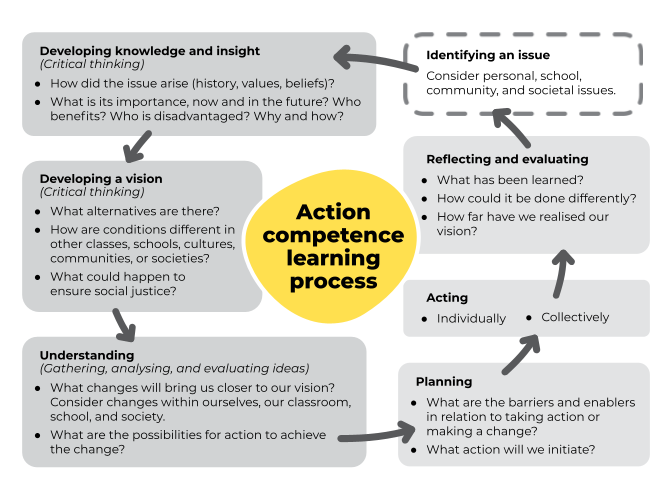 Identifying an issue
Consider personal, school,
community, and societal issues.
Developing knowledge and insight
(Critical thinking)
● How did the issue arise (history, values, beliefs)?
● What is its importance, now and in the future? Who
benefits? Who is disadvantaged? Why and how?
Developing a vision
(Critical thinking)
● What alternatives are there?
● How are conditions different in
other classes, schools, cultures,
communities, or societies?
● What could happen to
ensure social justice?
Understanding
(Gathering, analysing, and evaluating ideas)
● What changes will bring us closer to our vision?
Consider changes within ourselves, our classroom,
school, and society.
● What are the possibilities for action to achieve
the change?
Planning
● What are the barriers and enablers
in relation to taking action or
making a change?
● What action will we initiate?
Acting
● Individually ● Collectively
Reflecting and evaluating
● What has been learned?
● How could it be done differently?
● How far have we realised our
vision?
Action
competence
learning
process